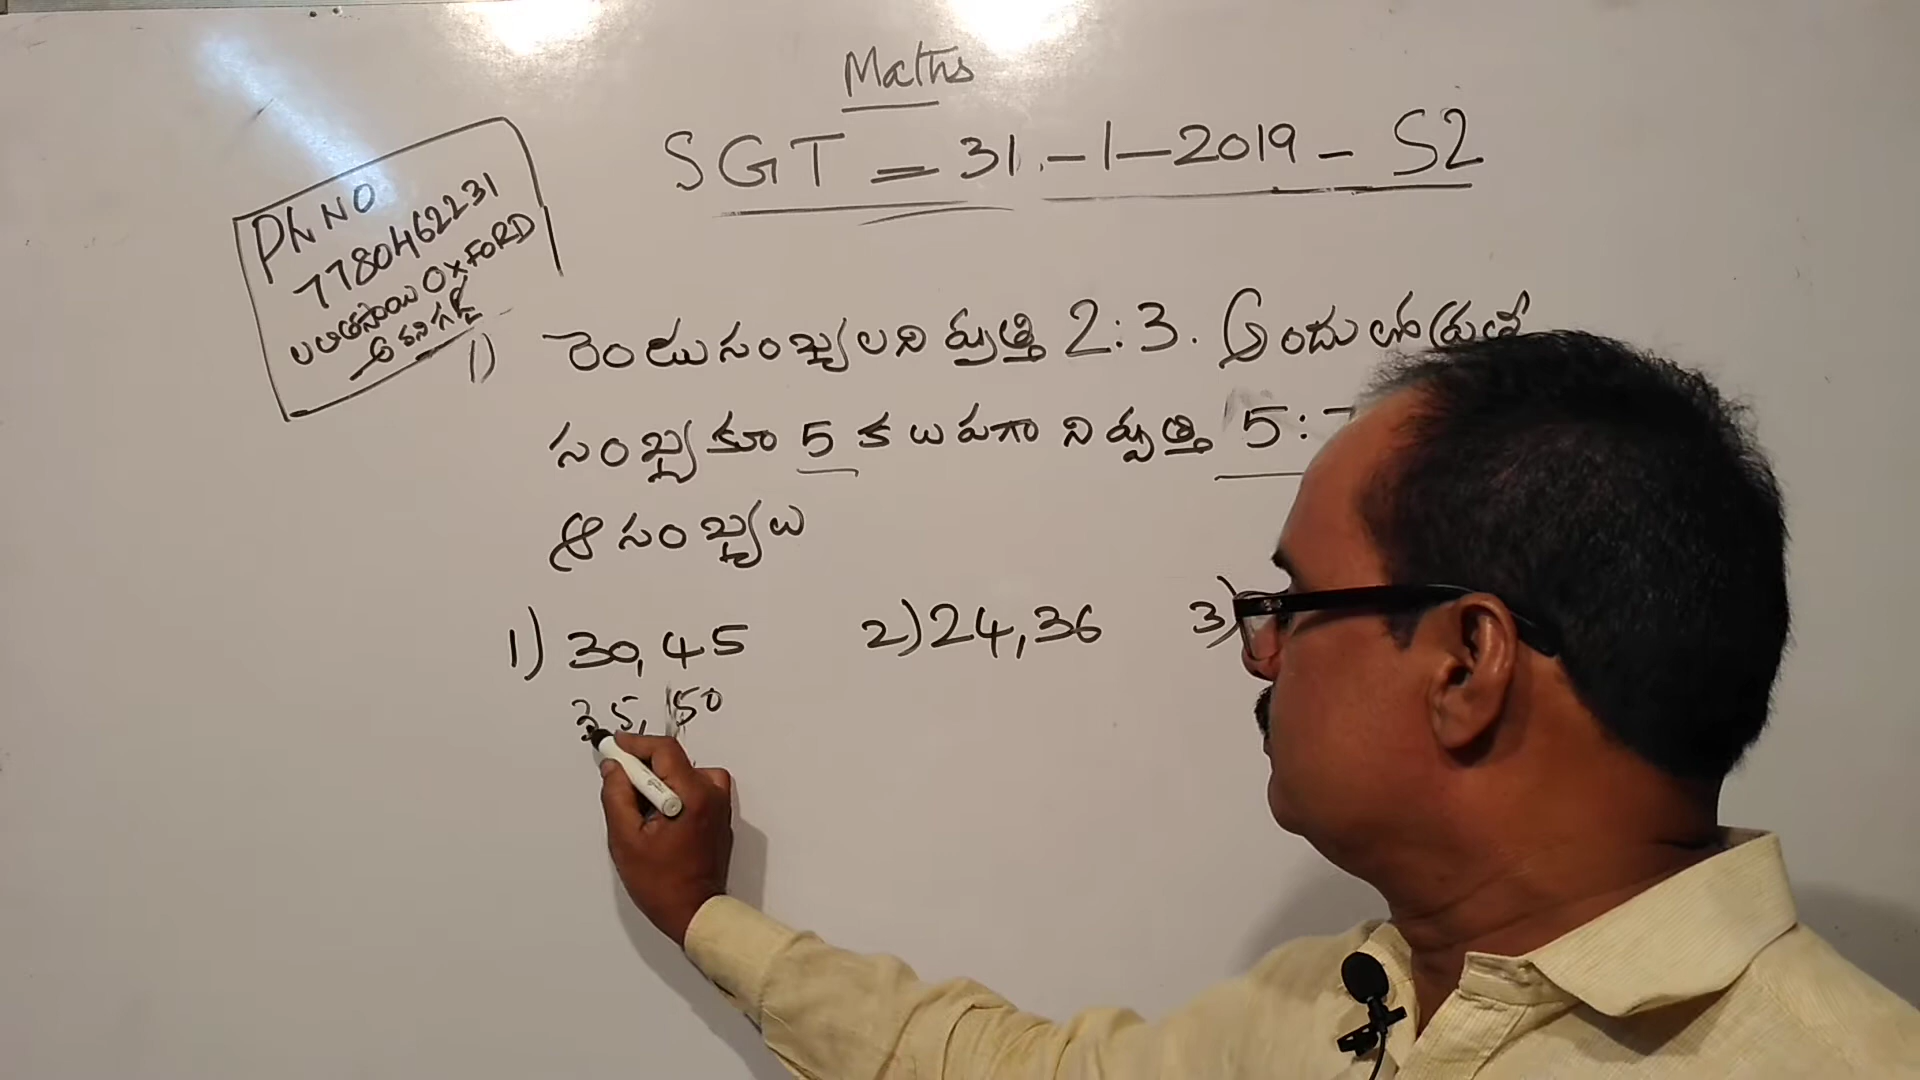 Maths
SGT = 31-1-2019 - S2
Ph NO
7780462231
OXFORD
1) రెండు సంఖ్యల నిష్పత్తి 2:3. అందులో ప్రతి
సంఖ్యకూ 5 కలుపగా నిష్పత్తి 5:
ఆ సంఖ్యలు
1) 30, 45 2) 24, 36 3)
35, 50